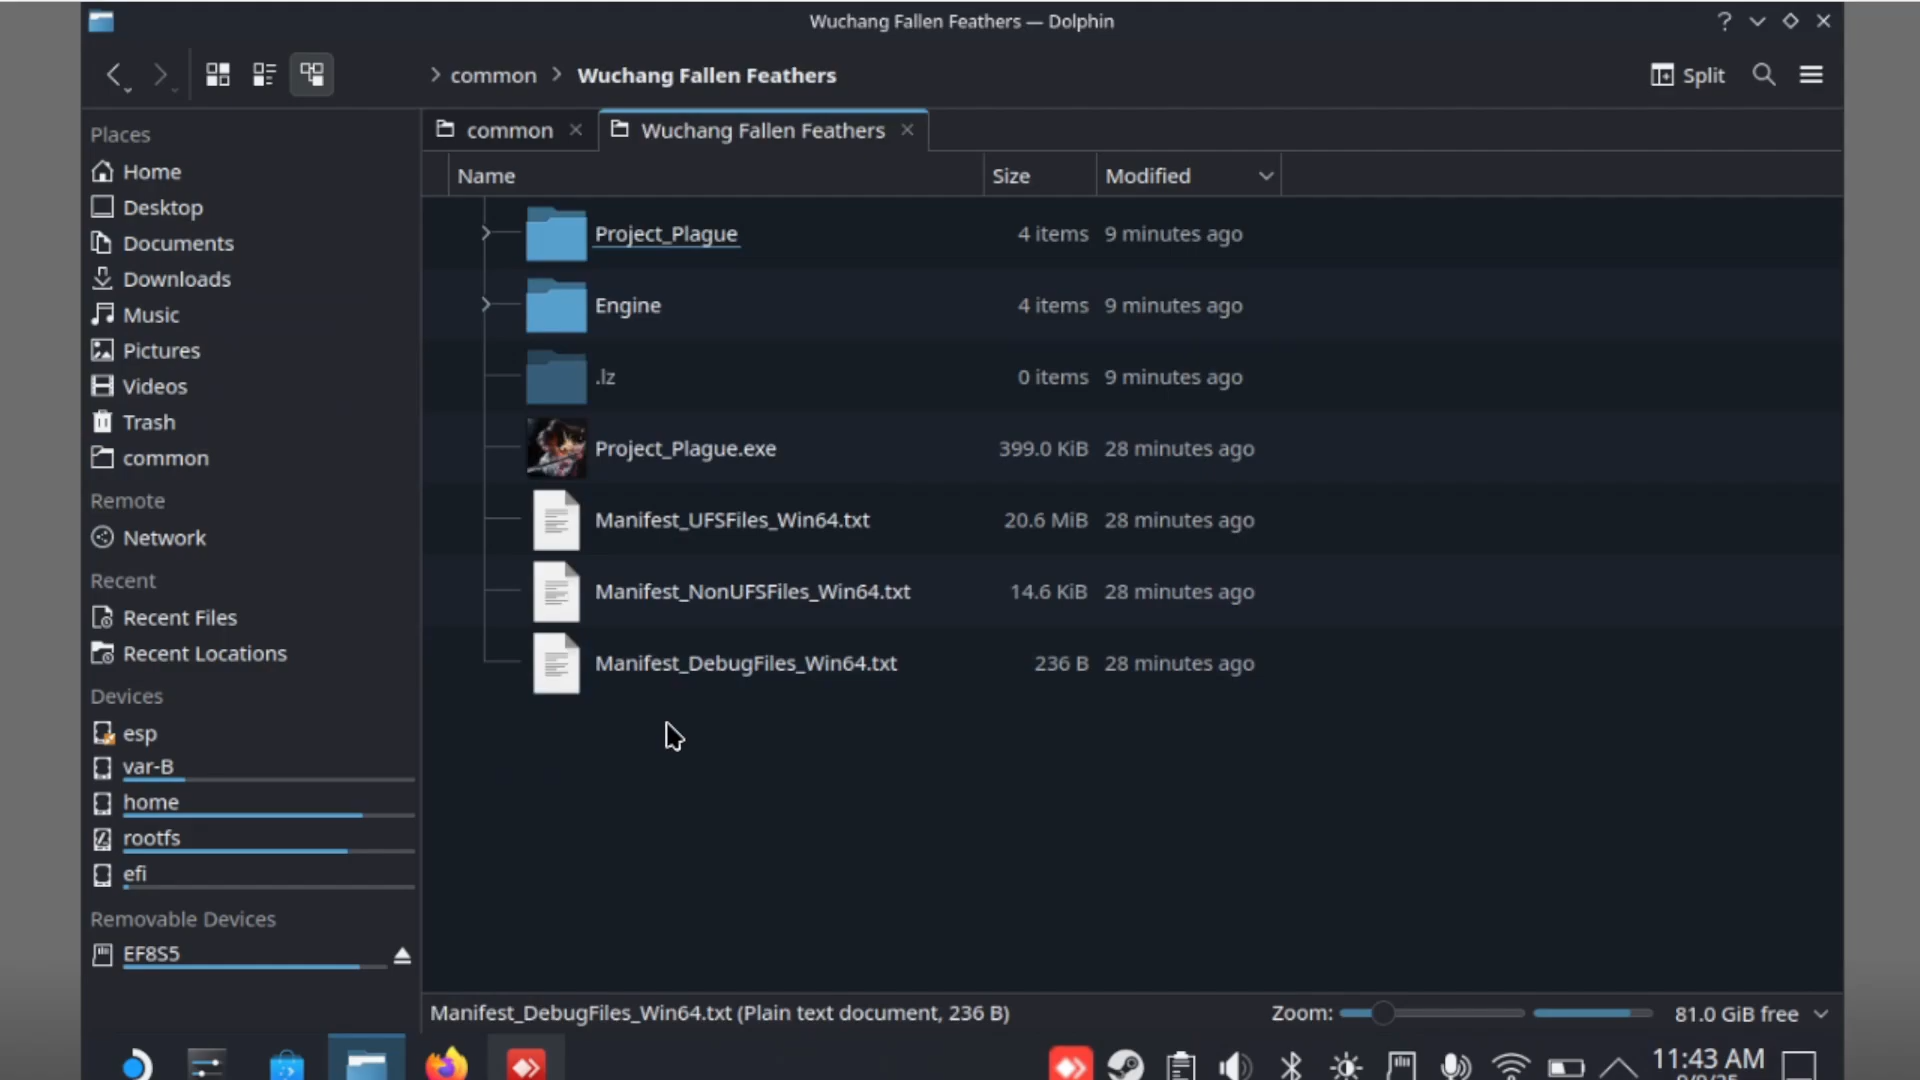 Wuchang Fallen Feathers — Dolphin
common Wuchang Fallen Feathers
Split
Places
Home
Desktop
Documents
Downloads
Music
Pictures
Videos
Trash
common
Remote
Network
Recent
Recent Files
Recent Locations
Devices
esp
var-B
home
rootfs
efi
Removable Devices
EF8S5
common
Wuchang Fallen Feathers
Name Size Modified
Project_Plague 4 items 9 minutes ago
Engine 4 items 9 minutes ago
.lz 0 items 9 minutes ago
Project_Plague.exe 399.0 KiB 28 minutes ago
Manifest_UFSFiles_Win64.txt 20.6 MiB 28 minutes ago
Manifest_NonUFSFiles_Win64.txt 14.6 KiB 28 minutes ago
Manifest_DebugFiles_Win64.txt 236 B 28 minutes ago
Manifest_DebugFiles_Win64.txt (Plain text document, 236 B) Zoom: 81.0 GiB free
11:43 AM